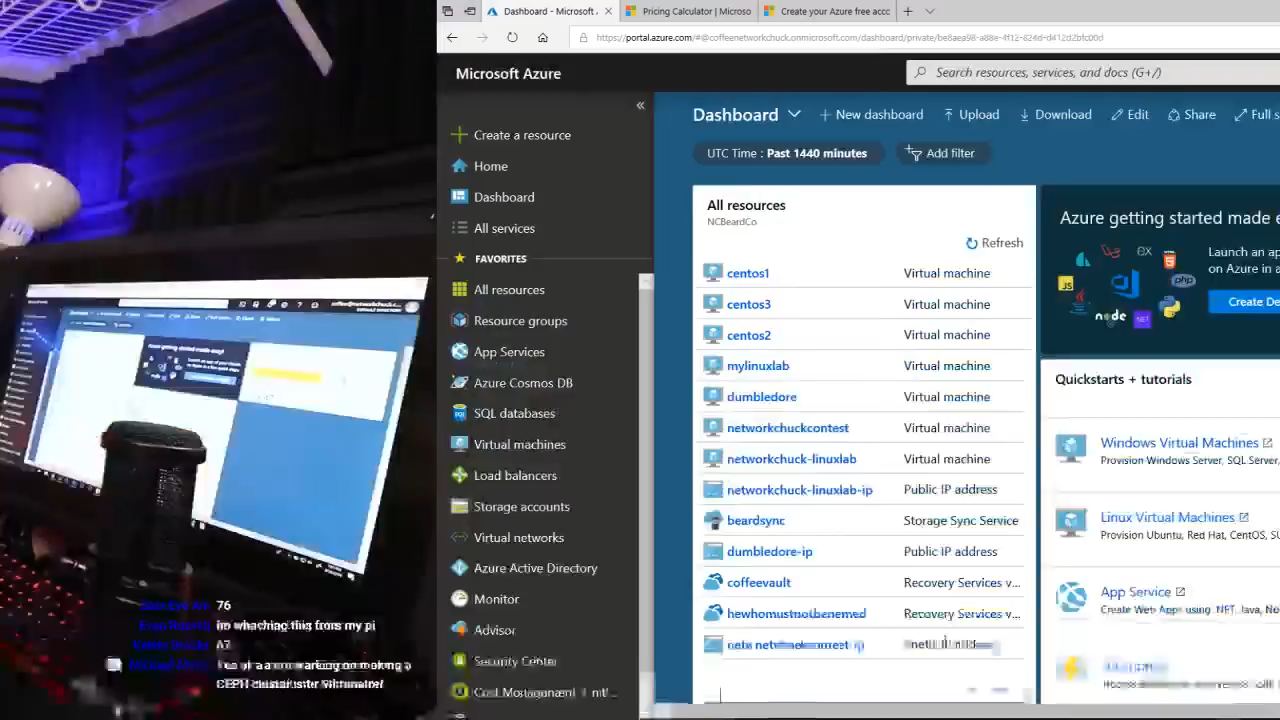 Dashboard - Microsoft A
Pricing Calculator | Microso
Create your Azure free acco
https://portal.azure.com/#@coffeenetworkchuck.onmicrosoft.com/dashboard/private/be8aea98-a88e-4f12-824d-d412d2bfc00d
Microsoft Azure
Search resources, services, and docs (G+/)
Create a resource
Home
Dashboard
All services
FAVORITES
All resources
Resource groups
App Services
Azure Cosmos DB
SQL databases
Virtual machines
Load balancers
Storage accounts
Virtual networks
Azure Active Directory
Monitor
Advisor
Security Center
Dashboard
New dashboard
Upload
Download
Edit
Share
Full s
UTC Time : Past 1440 minutes
Add filter
All resources
NCBeardCo
Refresh
centos1 Virtual machine
centos3 Virtual machine
centos2 Virtual machine
mylinuxlab Virtual machine
dumbledore Virtual machine
networkchuckcontest Virtual machine
networkchuck-linuxlab Virtual machine
networkchuck-linuxlab-ip Public IP address
beardsync Storage Sync Service
dumbledore-ip Public IP address
coffeevault Recovery Services v...
hewhomustnotbenamed Recovery Services v...
Azure getting started made e
Launch an ap
on Azure in a
Create De
JS
EX
php
node
NET
Quickstarts + tutorials
Windows Virtual Machines
Provision Windows Server, SQL Server,
Linux Virtual Machines
Provision Ubuntu, Red Hat, CentOS, SU
App Service
Create Web Apps using .NET, Java, No
76
im whaching this from my pi